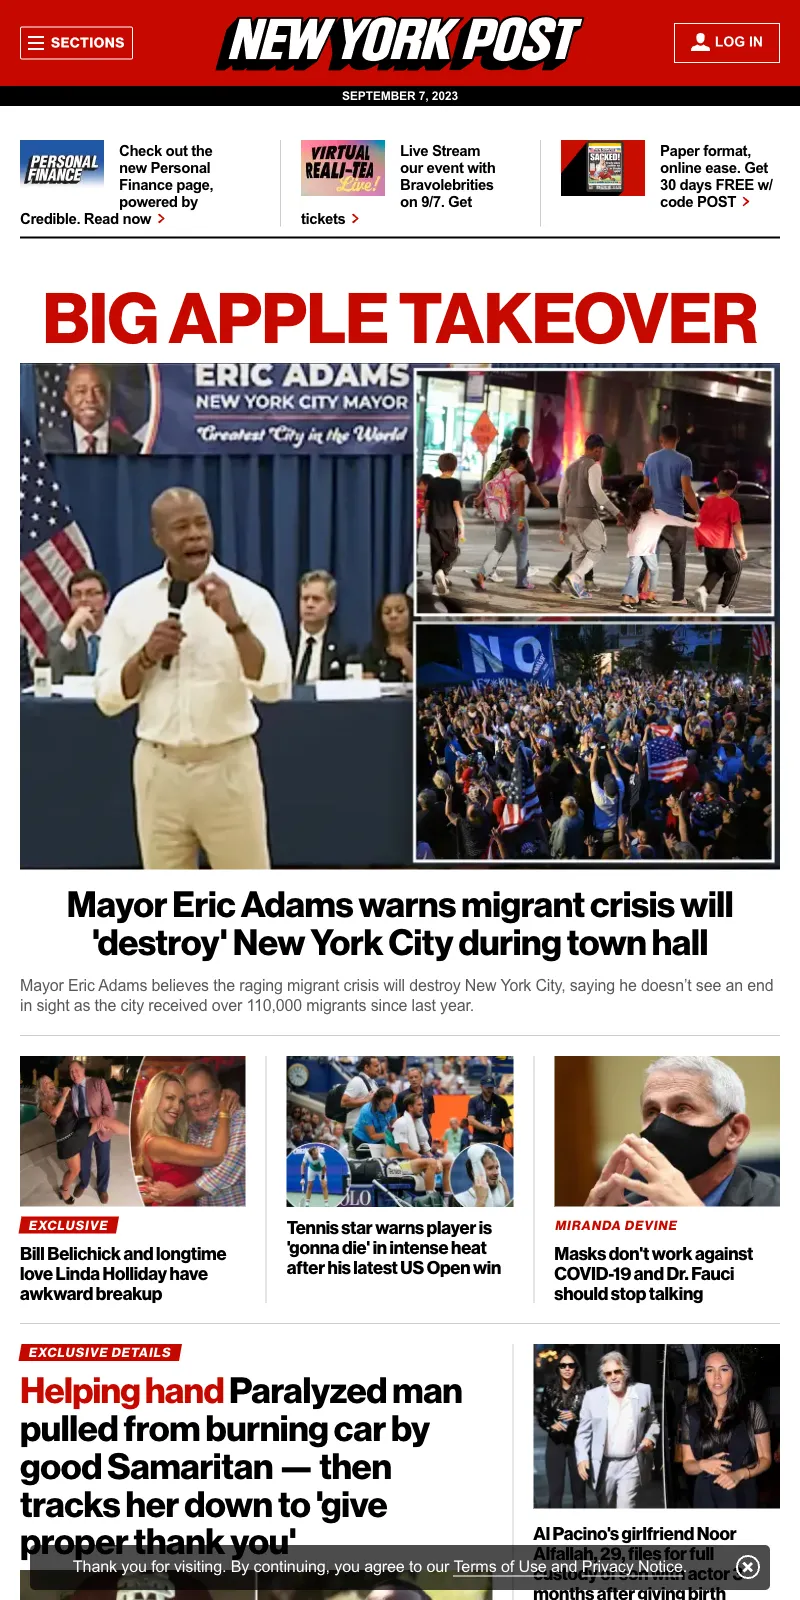 SECTIONS
NEW YORK POST
LOG IN
SEPTEMBER 7, 2023
PERSONAL
FINANCE
Check out the
new Personal
Finance page,
powered by
Credible. Read now
VIRTUAL
REALI-TEA
Live!
Live Stream
our event with
Bravolebrities
on 9/7. Get
tickets
SACKED!
Paper format,
online ease. Get
30 days FREE w/
code POST
BIG APPLE TAKEOVER
ERIC ADAMS
NEW YORK CITY MAYOR
Greatest City in the World
NO
Mayor Eric Adams warns migrant crisis will
'destroy' New York City during town hall
Mayor Eric Adams believes the raging migrant crisis will destroy New York City, saying he doesn’t see an end
in sight as the city received over 110,000 migrants since last year.
EXCLUSIVE
Bill Belichick and longtime
love Linda Holliday have
awkward breakup
POLO
Tennis star warns player is
'gonna die' in intense heat
after his latest US Open win
MIRANDA DEVINE
Masks don't work against
COVID-19 and Dr. Fauci
should stop talking
EXCLUSIVE DETAILS
Helping hand Paralyzed man
pulled from burning car by
good Samaritan — then
tracks her down to 'give
proper thank you'
Al Pacino's girlfriend Noor
Alfallah, 29, files for full
custody of son with actor 3
months after giving birth
Thank you for visiting. By continuing, you agree to our Terms of Use and Privacy Notice.